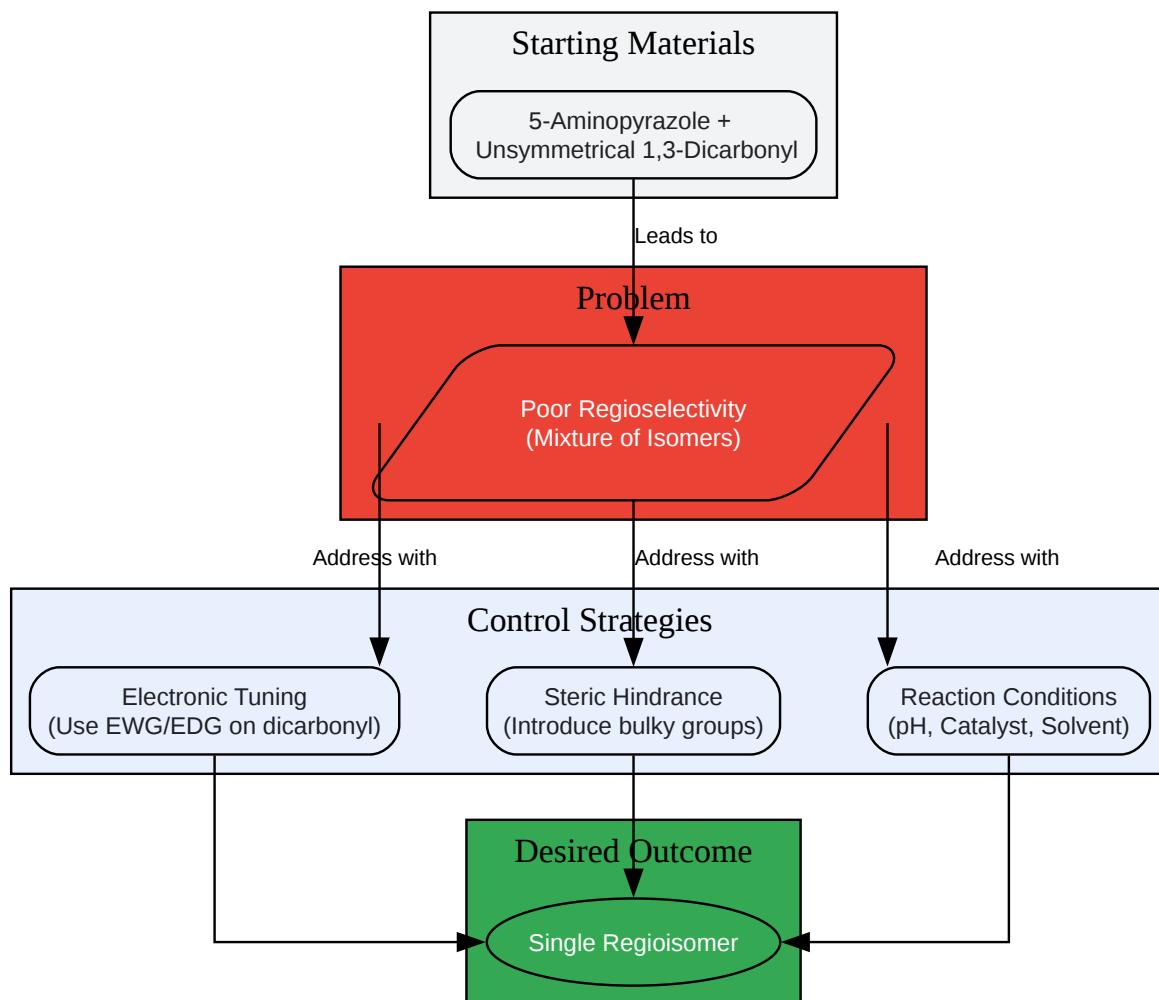 Starting Materials
5-Aminopyrazole +
Unsymmetrical 1,3-Dicarbonyl
Leads to
Problem
Poor Regioselectivity
(Mixture of Isomers)
Address with
Address with
Address with
Control Strategies
Electronic Tuning
(Use EWG/EDG on dicarbonyl)
Steric Hindrance
(Introduce bulky groups)
Reaction Conditions
(pH, Catalyst, Solvent)
Desired Outcome
Single Regioisomer